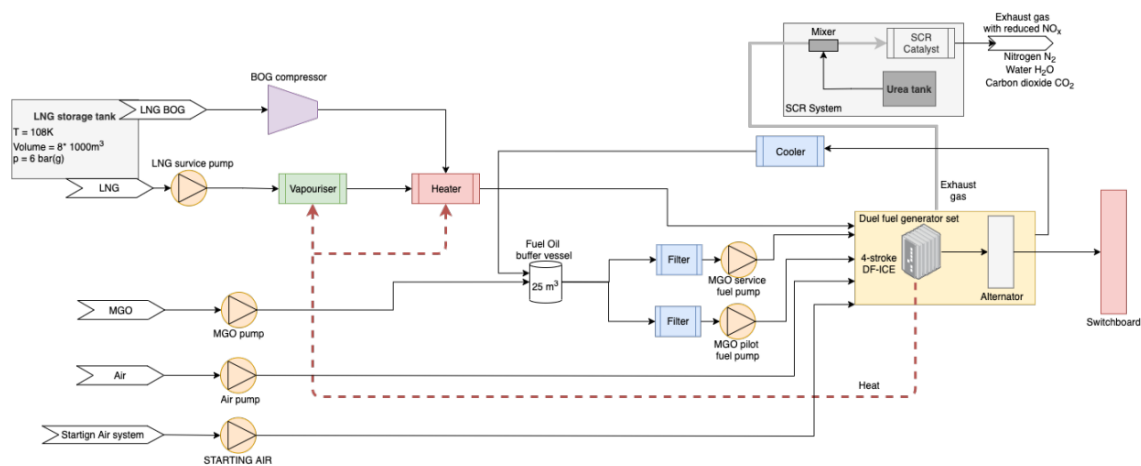 Exhaust gas
with reduced NOx
Mixer
SCR
Catalyst
Nitrogen N2
Water H2O
Carbon dioxide CO2
Urea tank
SCR System
BOG compressor
LNG BOG
LNG storage tank
T = 108K
Volume = 8* 1000m3
p = 6 bar(g)
LNG survice pump
LNG
Vapouriser
Heater
Cooler
Exhaust
gas
Duel fuel generator set
4-stroke
DF-ICE
Alternator
Switchboard
Fuel Oil
buffer vessel
25 m3
Filter
MGO service
fuel pump
Filter
MGO pilot
fuel pump
MGO
MGO pump
Air
Air pump
Heat
Startign Air system
STARTING AIR